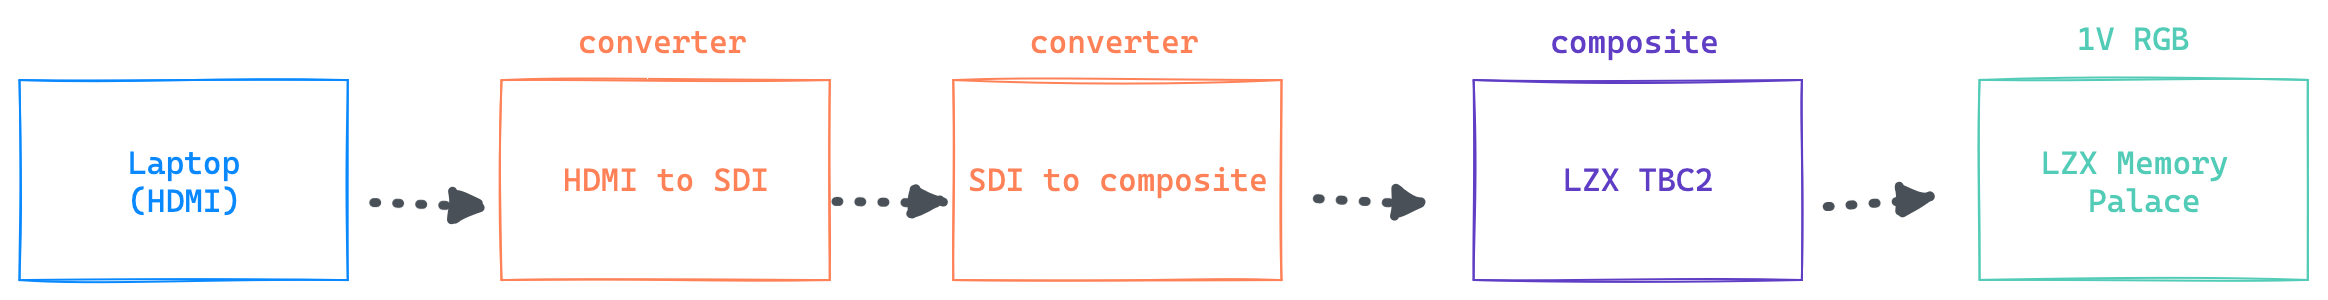 converter
converter
composite
1V RGB
Laptop
(HDMI)
HDMI to SDI
SDI to composite
LZX TBC2
LZX Memory
Palace